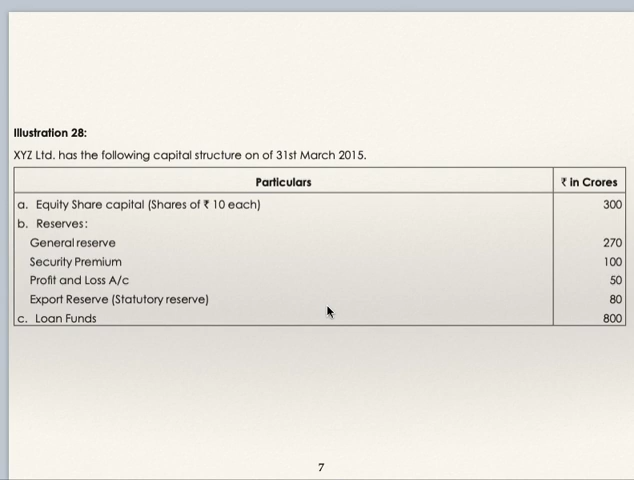 Illustration 28:
XYZ Ltd. has the following capital structure on of 31st March 2015.
Particulars ₹ in Crores
a. Equity Share capital (Shares of ₹ 10 each) 300
b. Reserves:
General reserve 270
Security Premium 100
Profit and Loss A/c 50
Export Reserve (Statutory reserve) 80
c. Loan Funds 800
7